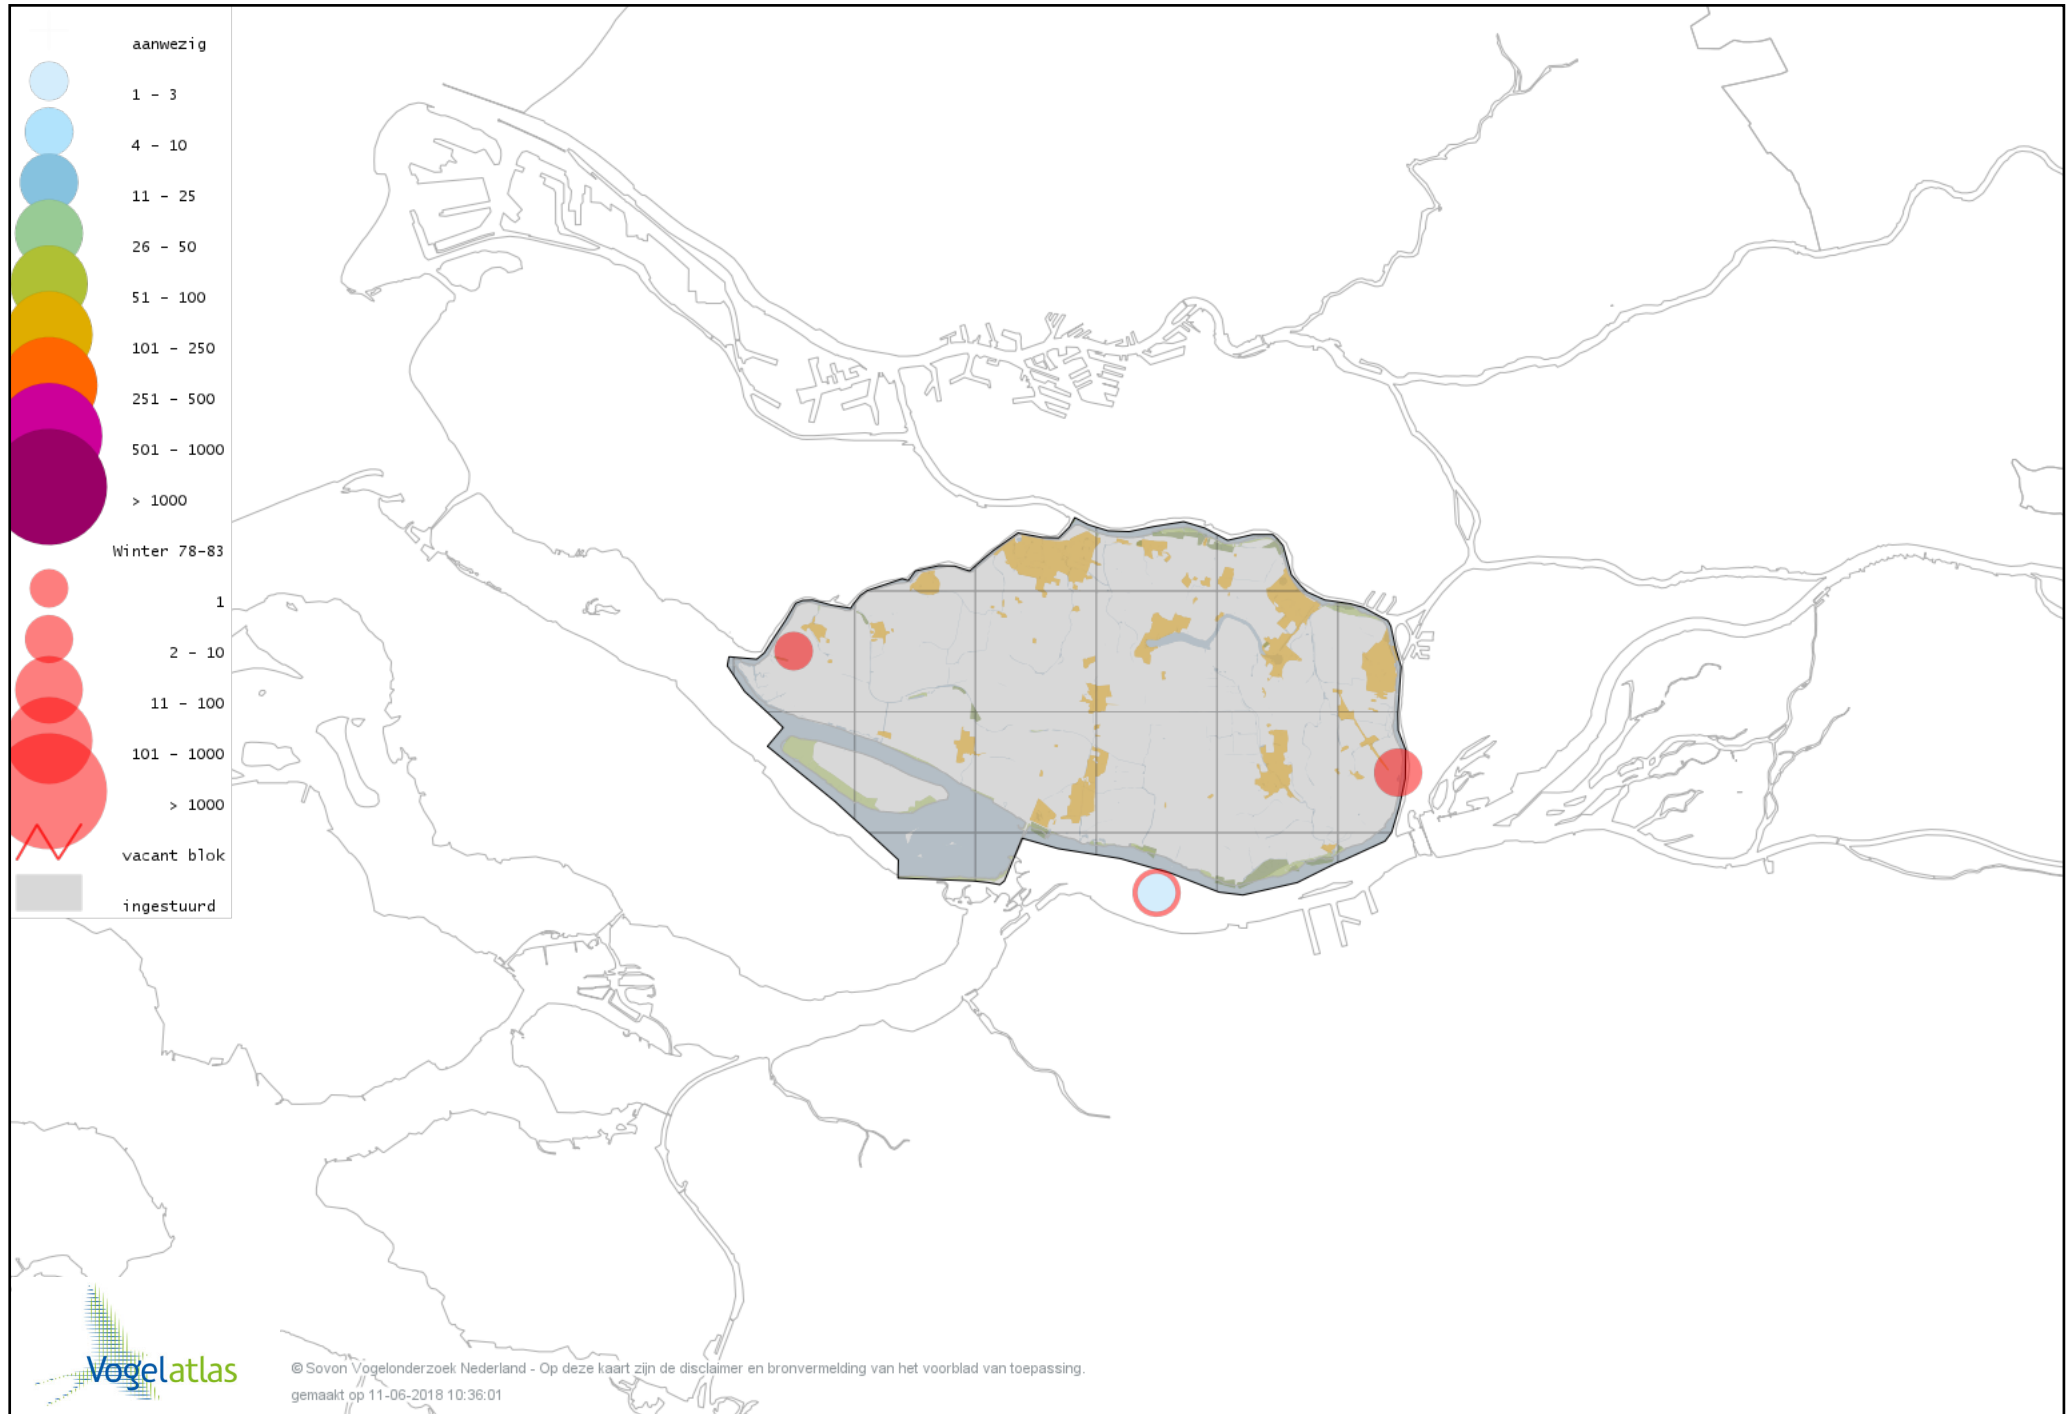 aanwezig
1 - 3
4 - 10
11 - 25
26 - 50
51 - 100
101 - 250
251 - 500
501 - 1000
> 1000
Winter 78-83
1
2 - 10
11 - 100
101 - 1000
> 1000
vacant blok
ingestuurd
Vogelatlas
© Sovon Vogelonderzoek Nederland - Op deze kaart zijn de disclaimer en bronvermelding van het voorblad van toepassing.
gemaakt op 11-06-2018 10:36:01